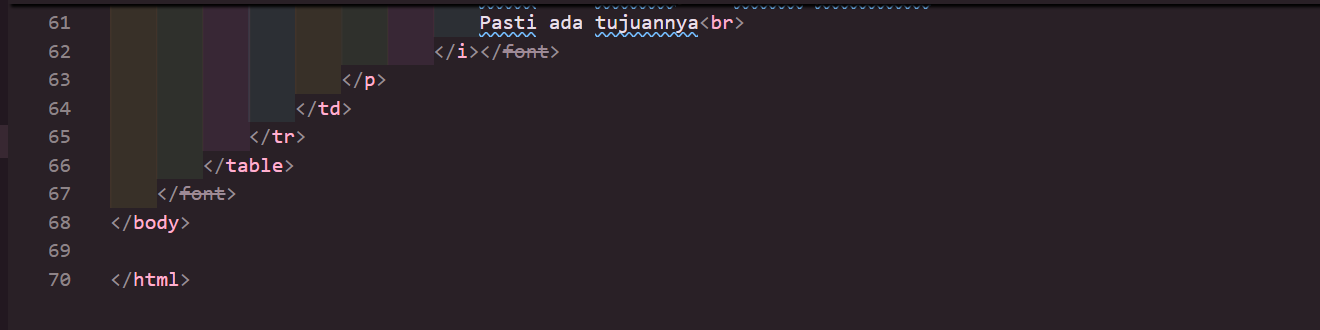 61 Pasti ada tujuannya<br>
62 </i></font>
63 </p>
64 </td>
65 </tr>
66 </table>
67 </font>
68 </body>
69
70 </html>